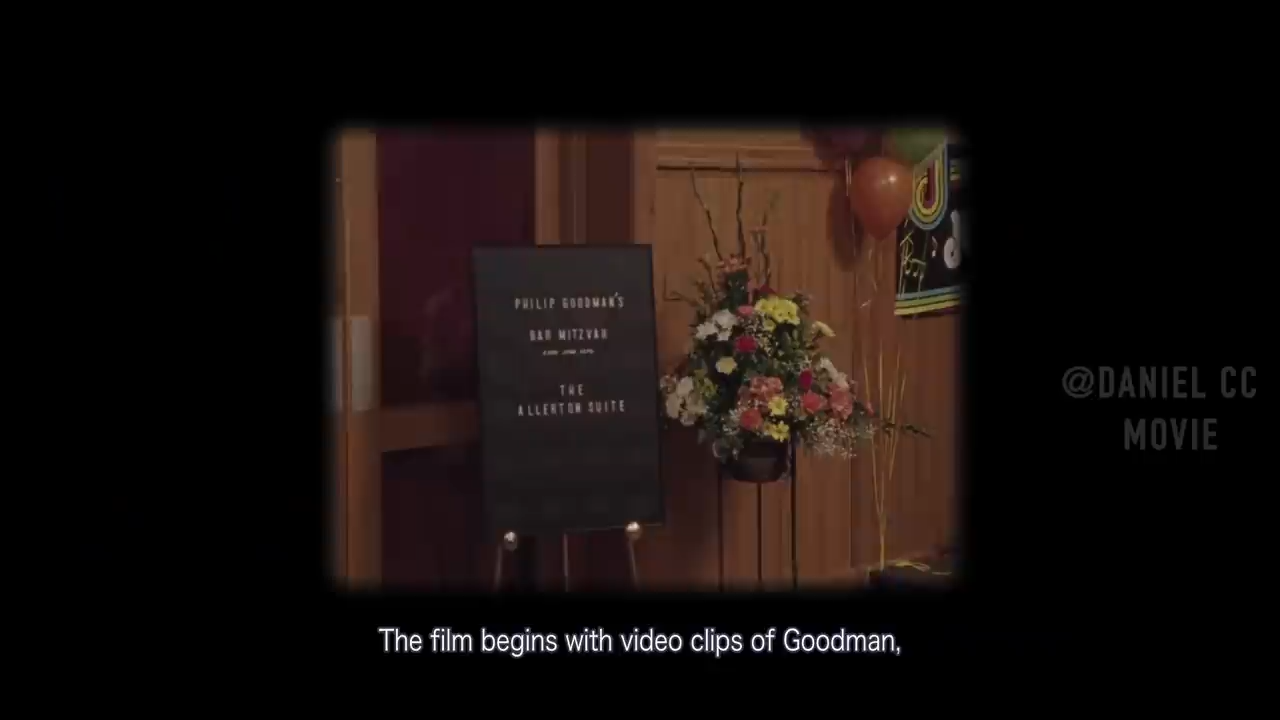 PHILIP GOODMAN'S
BAR MITZVAH
THE
ALLERTON SUITE
@DANIEL CC
MOVIE
The film begins with video clips of Goodman,